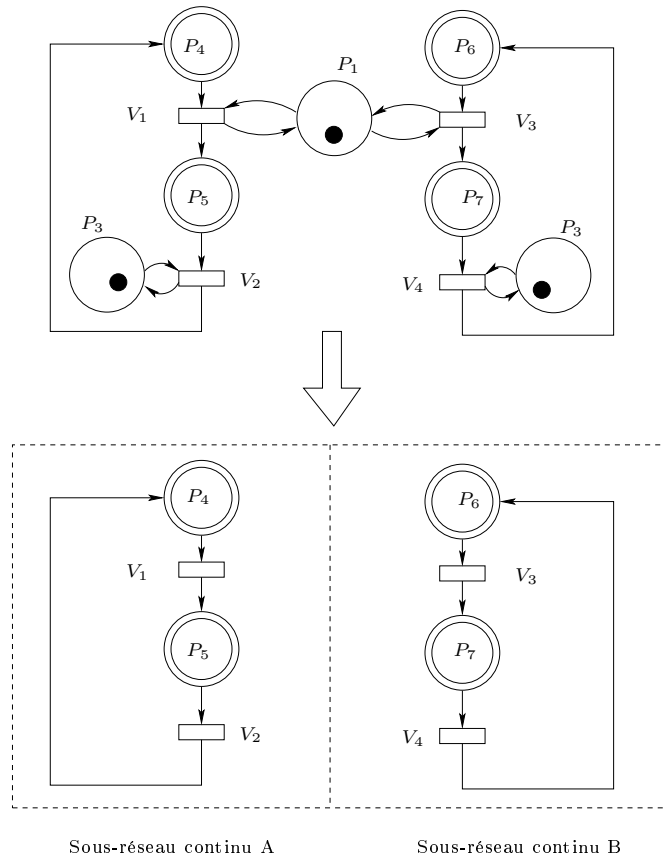 P4
P6
P1
V1
V3
P5
P7
P3
P3
V2
V4
P4
P6
V1
V3
P5
P7
V2
V4
Sous-réseau continu A
Sous-réseau continu B